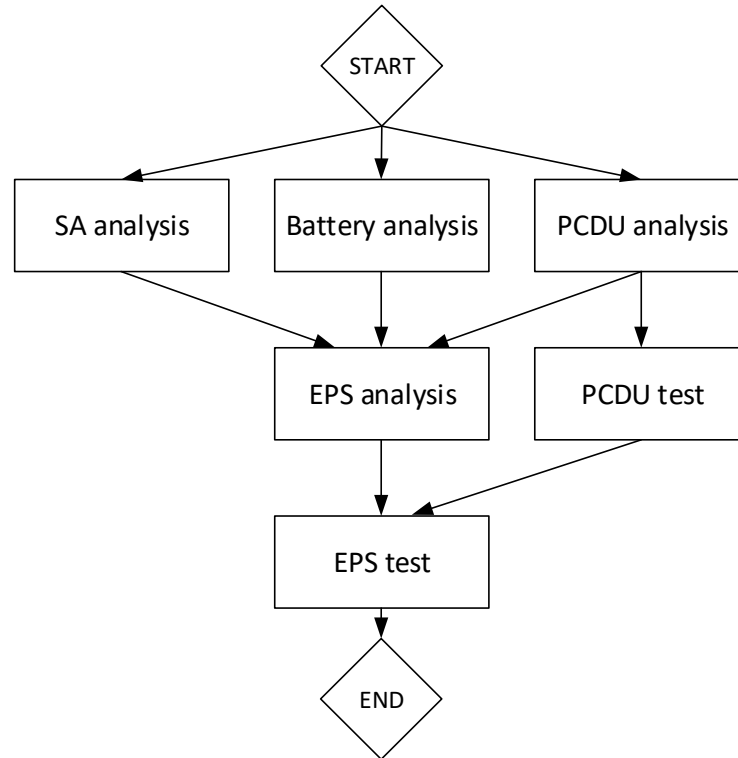 START
SA analysis
Battery analysis
PCDU analysis
EPS analysis
PCDU test
EPS test
END